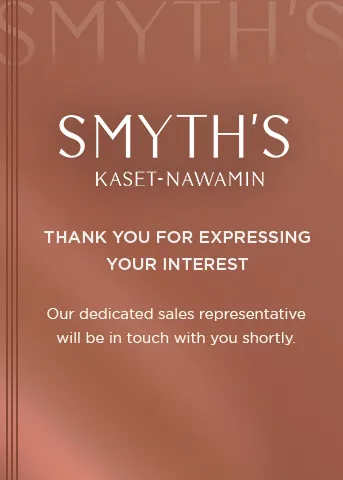 SMYTH'S
SMYTH'S
KASET-NAWAMIN
THANK YOU FOR EXPRESSING
YOUR INTEREST
Our dedicated sales representative
will be in touch with you shortly.